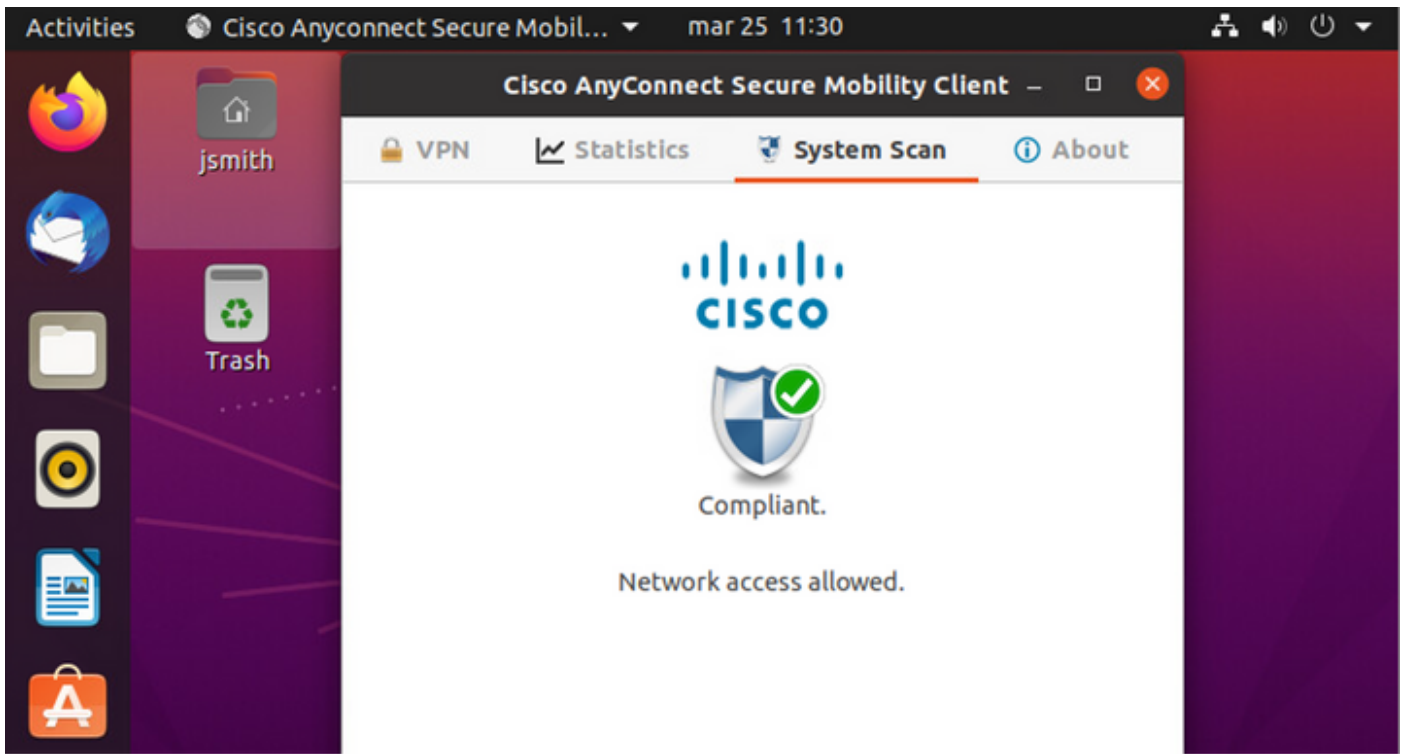 Activities
Cisco Anyconnect Secure Mobil...
mar 25 11:30
jsmith
Trash
Cisco AnyConnect Secure Mobility Client
VPN
Statistics
System Scan
About
CISCO
Compliant.
Network access allowed.